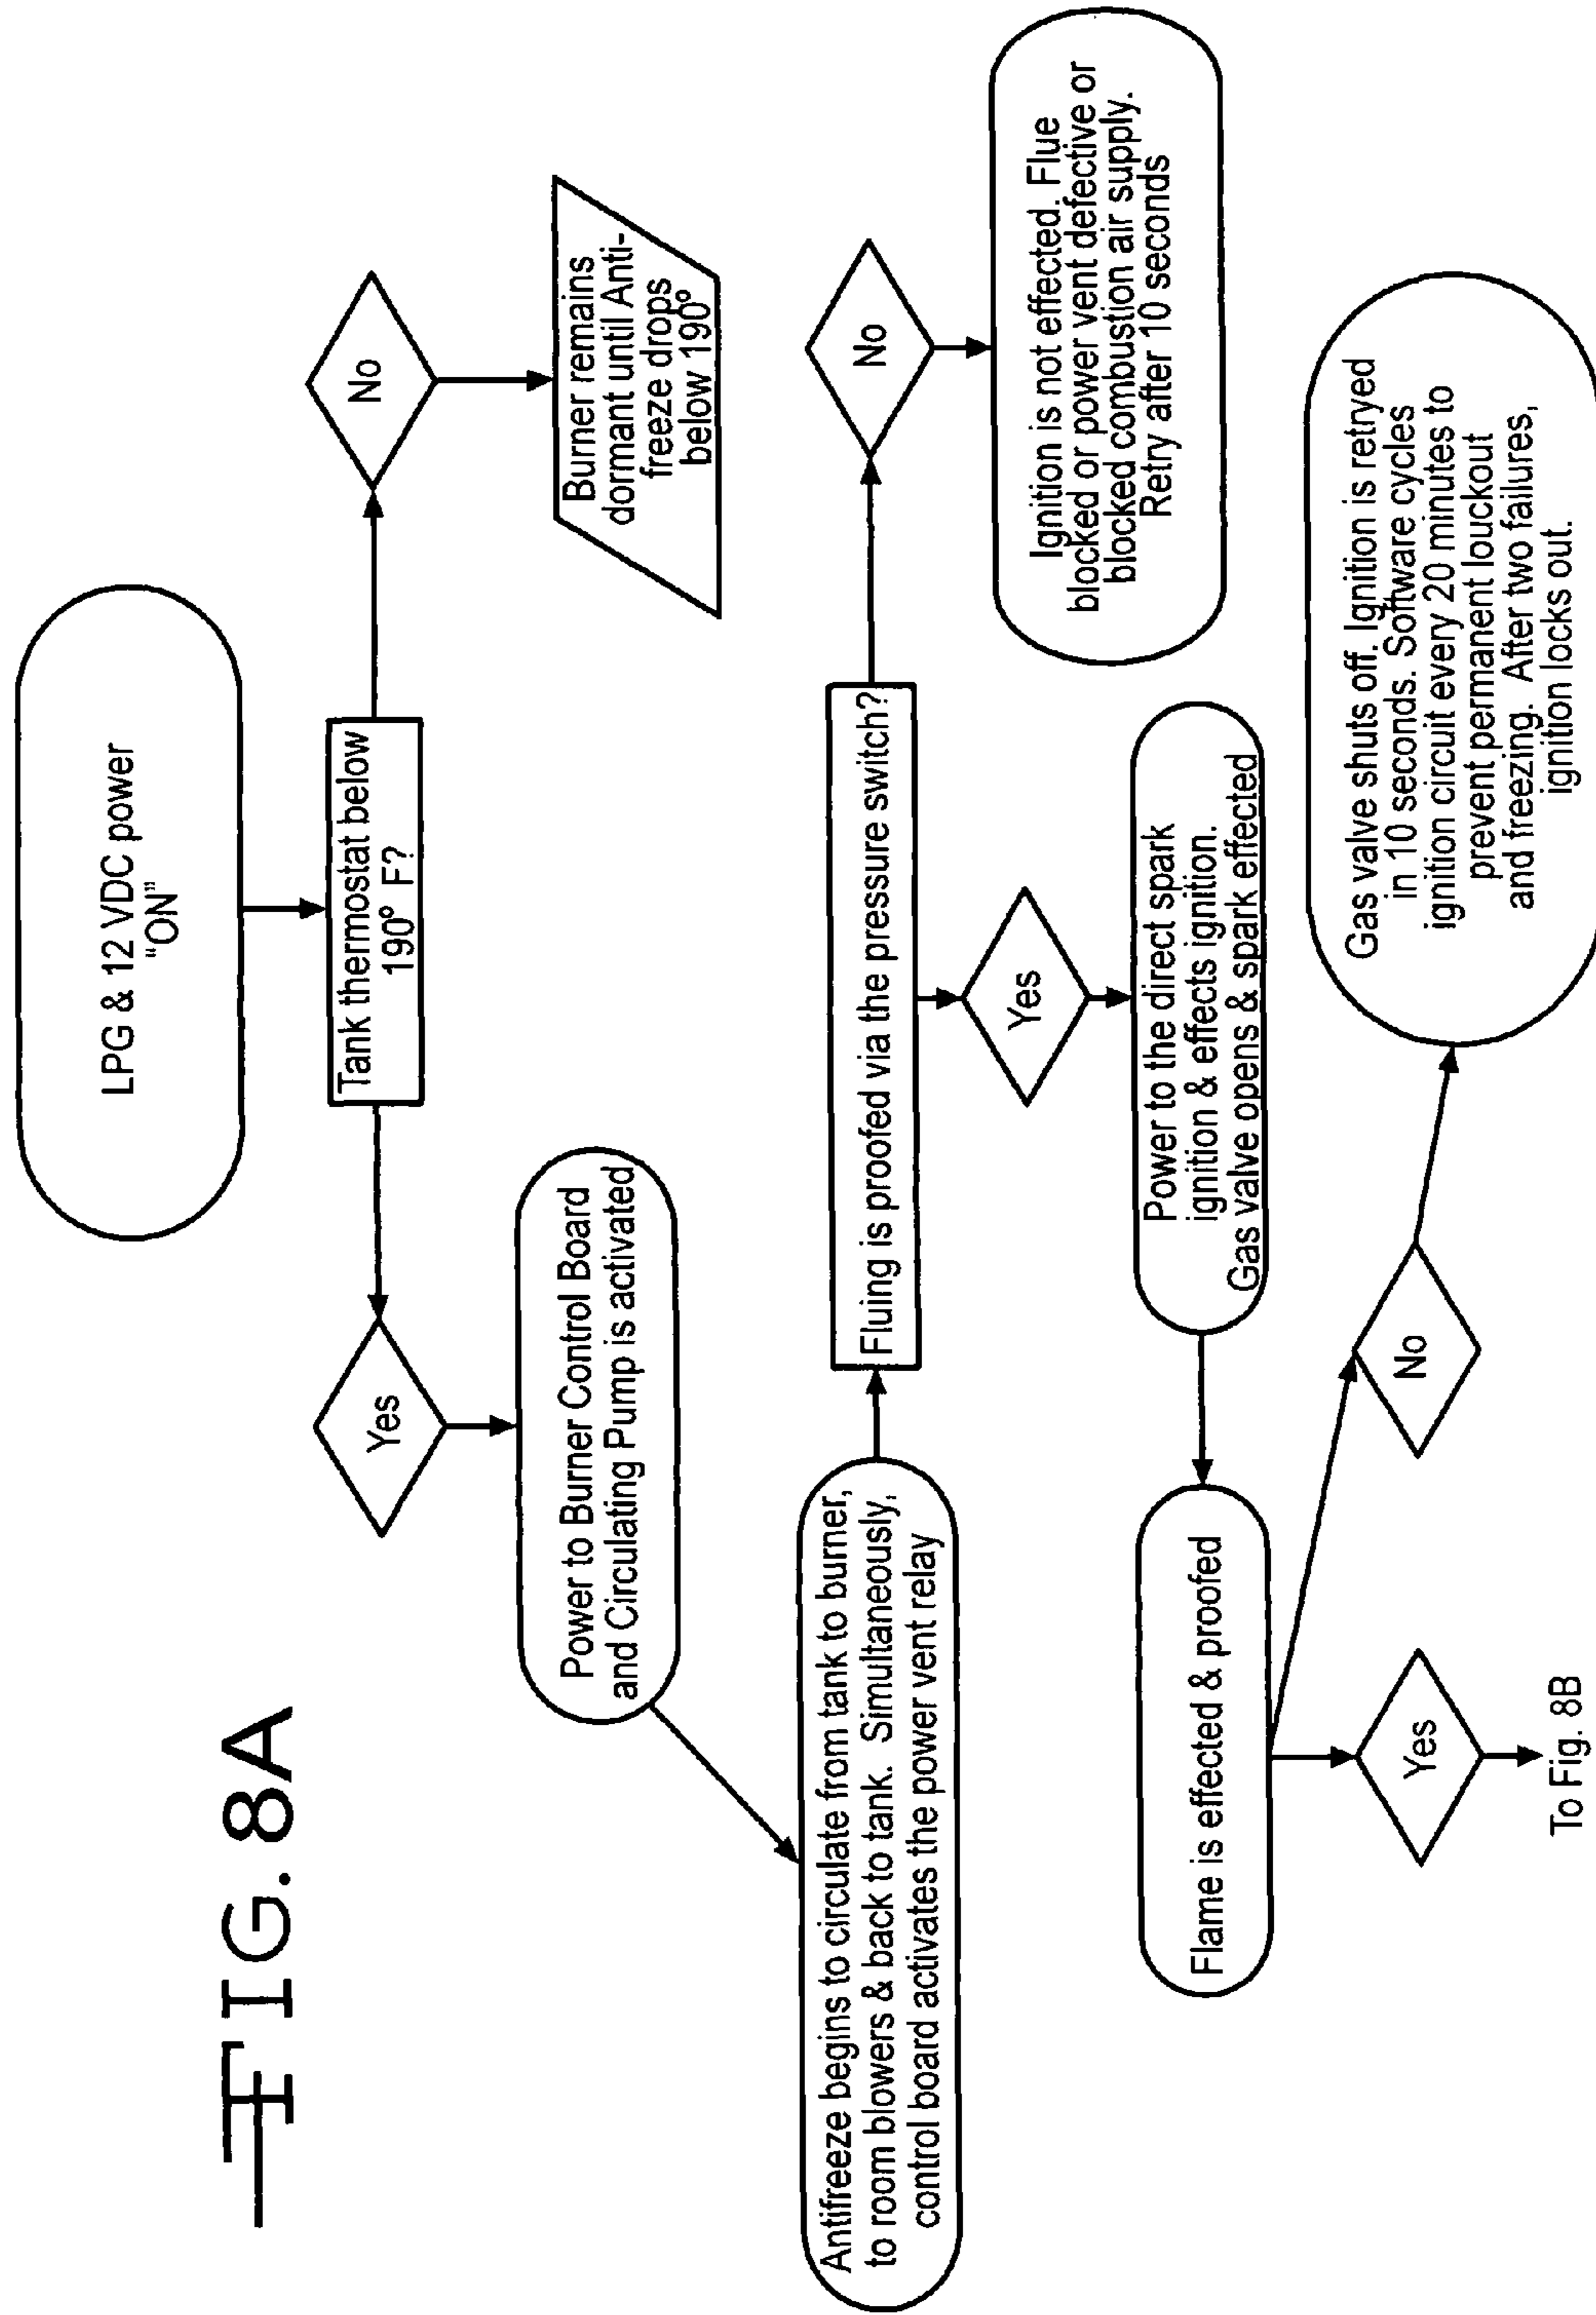 FIG. 8A
LPG & 12 VDC power
"ON"
Tank thermostat below
190° F?
Yes
No
Burner remains
dormant until Anti-
freeze drops
below 190°
Power to Burner Control Board
and Circulating Pump is activated
Antifreeze begins to circulate from tank to burner,
to room blowers & back to tank. Simultaneously,
control board activates the power vent relay
Fluing is proofed via the pressure switch?
No
Ignition is not effected. Flue
blocked or power vent defective or
blocked combustion air supply.
Retry after 10 seconds
Yes
Power to the direct spark
ignition & effects ignition.
Gas valve opens & spark effected
Flame is effected & proofed
No
Gas valve shuts off. Ignition is retryed
in 10 seconds. Software cycles
ignition circuit every 20 minutes to
prevent permanent louckout
and freezing. After two failures,
ignition locks out.
Yes
To Fig. 8B